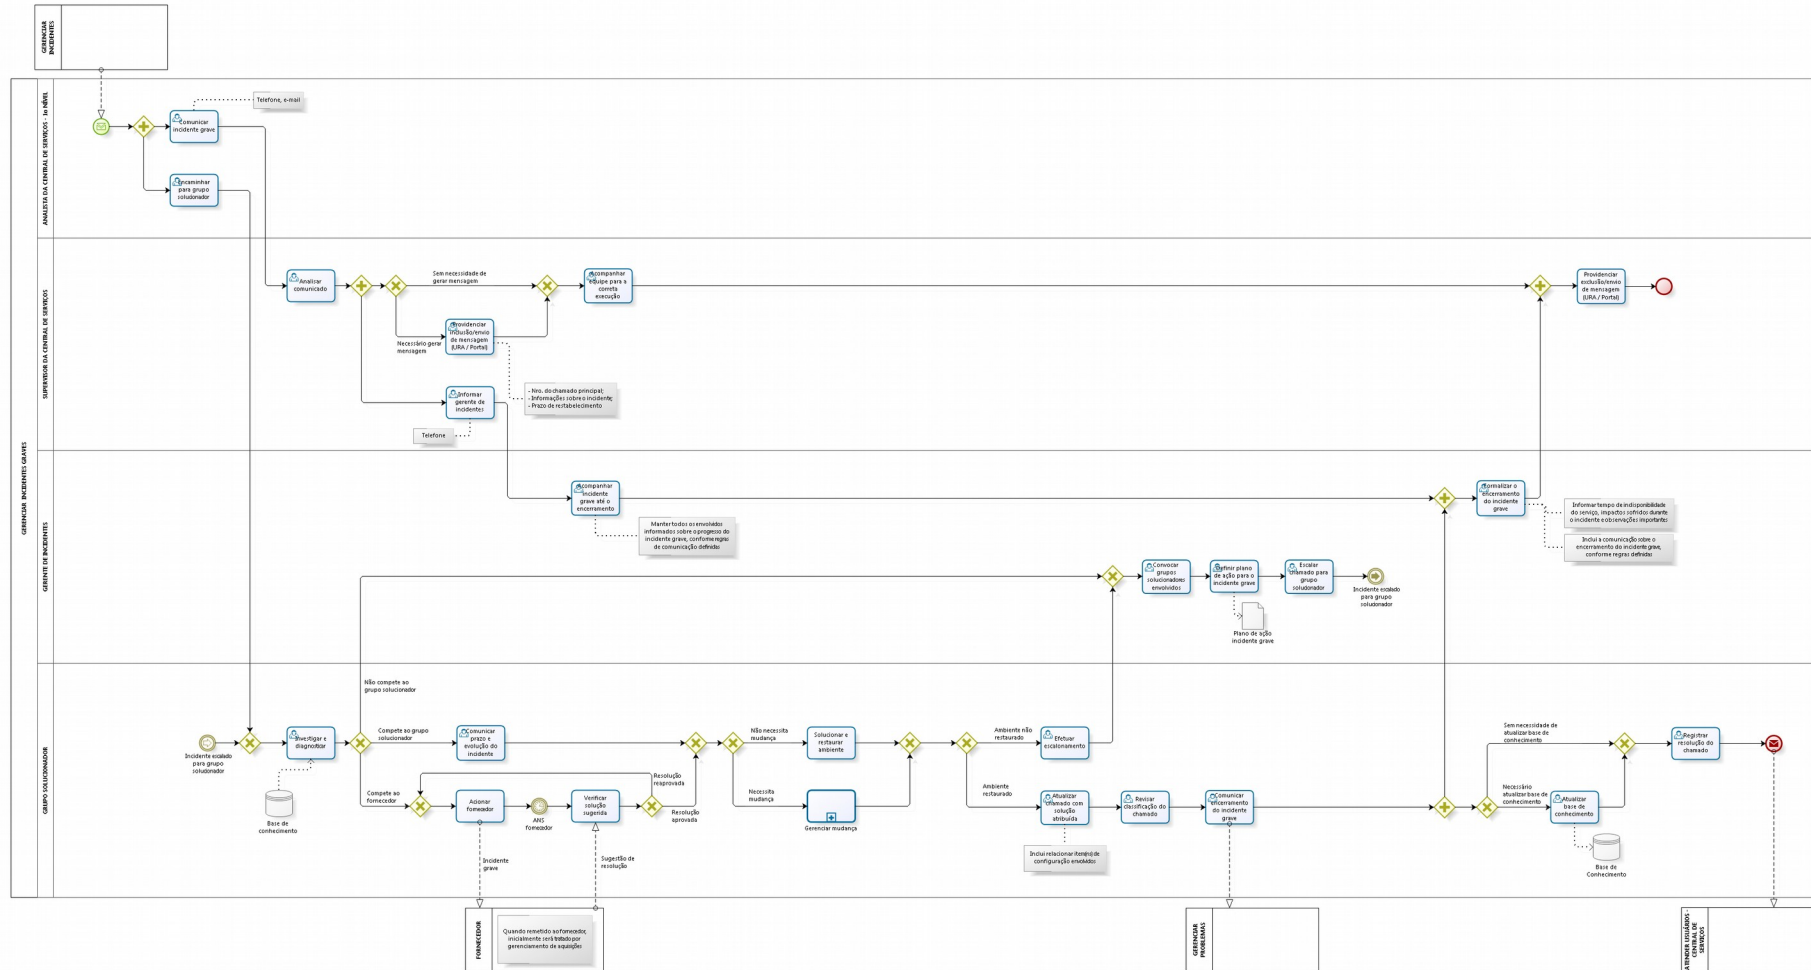 GERENCIAR
INCIDENTES
GERENCIAR INCIDENTES GRAVES
ANALISTA DA CENTRAL DE SERVIÇOS - 1o NÍVEL
Telefone, e-mail
Comunicar
incidente grave
Encaminhar
para grupo
solucionador
SUPERVISOR DA CENTRAL DE SERVIÇOS
Analisar
comunicado
Sem necessidade de
gerar mensagem
Necessário gerar
mensagem
Providenciar
inclusão/envio
de mensagem
(URA / Portal)
Acompanhar
equipe para a
correta
execução
- Nro. do chamado principal;
- Informações sobre o incidente;
- Prazo de restabelecimento
Informar
gerente de
incidentes
Telefone
Providenciar
exclusão/envio
de mensagem
(URA / Portal)
GERENTE DE INCIDENTES
Acompanhar
incidente
grave até o
encerramento
Manter todos os envolvidos
informados sobre o progresso do
incidente grave, conforme regras
de comunicação definidas
Formalizar o
encerramento
do incidente
grave
Informar tempo de indisponibilidade
do serviço, impactos sofridos durante
o incidente e observações importantes
Inclui a comunicação sobre o
encerramento do incidente grave,
conforme regras definidas
Convocar
grupos
solucionadores
envolvidos
Definir plano
de ação para o
incidente grave
Escalar
chamado para
grupo
solucionador
Incidente escalado
para grupo
solucionador
Plano de ação
incidente grave
GRUPO SOLUCIONADOR
Não compete ao
grupo solucionador
Incidente escalado
para grupo
solucionador
Investigar e
diagnosticar
Base de
conhecimento
Compete ao grupo
solucionador
Comunicar
prazo e
evolução do
incidente
Compete ao
fornecedor
Acionar
fornecedor
ANS
fornecedor
Verificar
solução
sugerida
Resolução
reaprovada
Resolução
aprovada
Incidente
grave
Sugestão de
resolução
Não necessita
mudança
Solucionar e
restaurar
ambiente
Necessita
mudança
Gerenciar mudança
Ambiente não
restaurado
Efetuar
escalonamento
Ambiente
restaurado
Atualizar
chamado com
solução
atribuída
Inclui relacionar item(ns) de
configuração envolvidos
Revisar
classificação do
chamado
Comunicar
encerramento
do incidente
grave
Sem necessidade de
atualizar base de
conhecimento
Necessário
atualizar base de
conhecimento
Atualizar
base de
conhecimento
Base de
Conhecimento
Registrar
resolução do
chamado
FORNECEDOR
Quando remetido ao fornecedor,
inicialmente será tratado por
gerenciamento de aquisições
GERENCIAR
PROBLEMAS
ATENDER USUÁRIOS -
CENTRAL DE
SERVIÇOS